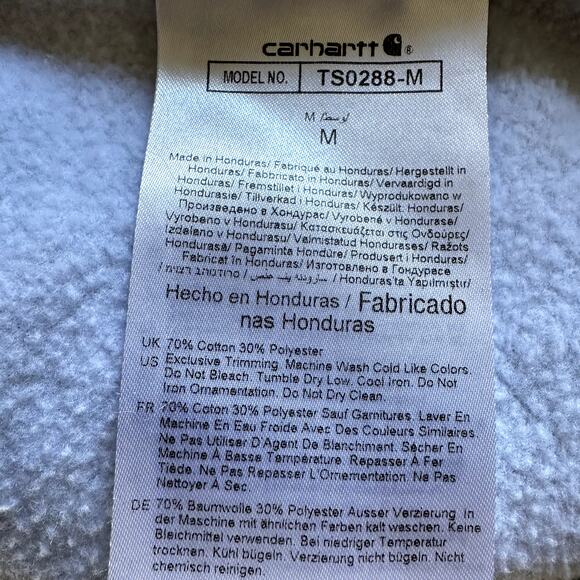 carhartt ®
MODEL NO. TS0288-M
M
M
Made in Honduras/ Fabriqué au Honduras/ Hergestellt in
Honduras/ Fabbricato in Honduras/ Vervaardigd in
Honduras/ Fremstillet i Honduras/ Wyprodukowano w
Hondurasie/ Tillverkad i Honduras/ Készült. Honduras/
Произведено в Хондурас/ Vyrobené v Hondurase/
Vyrobeno v Hondurasu/ Κατασκευάζεται στις Ονδούρες/
Izdelano v Hondurasu/ Valmistatud Hondurases/ Ražots
Hondurasā/ Pagaminta Hondūre/ Produsert i Honduras/
Fabricat în Honduras/ Изготовлено в Гондурасе
/ Honduras'ta Yapılmıştır/
Hecho en Honduras / Fabricado
nas Honduras
UK 70% Cotton 30% Polyester
US Exclusive Trimming. Machine Wash Cold Like Colors.
Do Not Bleach. Tumble Dry Low. Cool Iron. Do Not
Iron Ornamentation. Do Not Dry Clean.
FR 70% Coton 30% Polyester Sauf Garnitures. Laver En
Machine En Eau Froide Avec Des Couleurs Similaires.
Ne Pas Utiliser D'Agent De Blanchiment. Sécher En
Machine À Basse Température. Repasser À Fer
Tiède. Ne Pas Repasser L'Ornementation. Ne Pas
Nettoyer À Sec.
DE 70% Baumwolle 30% Polyester Ausser Verzierung. In
der Maschine mit ähnlichen Farben kalt waschen. Keine
Bleichmittel verwenden. Bei niedriger Temperatur
trocknen. Kühl bügeln. Verzierung nicht bügeln. Nicht
chemisch reinigen.